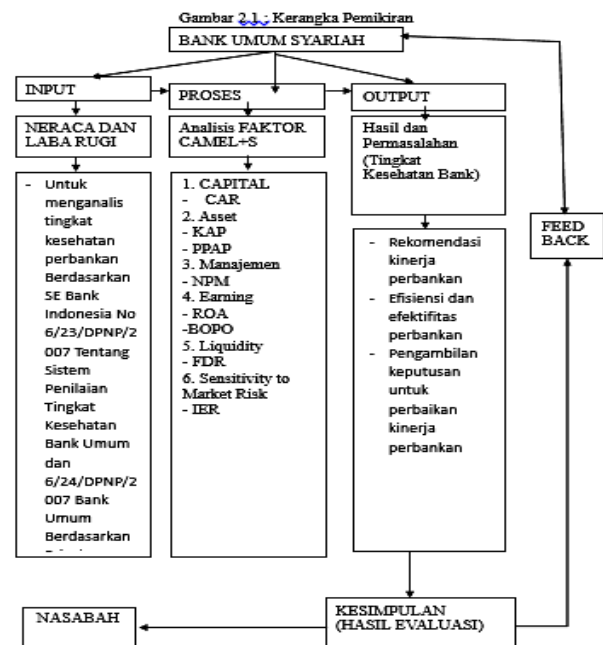 Gambar 2.1 : Kerangka Pemikiran
BANK UMUM SYARIAH
INPUT
PROSES
OUTPUT
NERACA DAN
LABA RUGI
Analisis FAKTOR
CAMEL+S
Hasil dan
Permasalahan
(Tingkat
Kesehatan Bank)
- Untuk
menganalis
tingkat
kesehatan
perbankan
Berdasarkan
SE Bank
Indonesia No
6/23/DPNP/2
007 Tentang
Sistem
Penilaian
Tingkat
Kesehatan
Bank Umum
dan
6/24/DPNP/2
007 Bank
Umum
Berdasarkan
1. CAPITAL
- CAR
2. Asset
- KAP
- PPAP
3. Manajemen
- NPM
4. Earning
- ROA
-BOPO
5. Liquidity
- FDR
6. Sensitivity to
Market Risk
- IER
- Rekomendasi
kinerja
perbankan
- Efisiensi dan
efektifitas
perbankan
- Pengambilan
keputusan
untuk
perbaikan
kinerja
perbankan
FEED
BACK
NASABAH
KESIMPULAN
(HASIL EVALUASI)